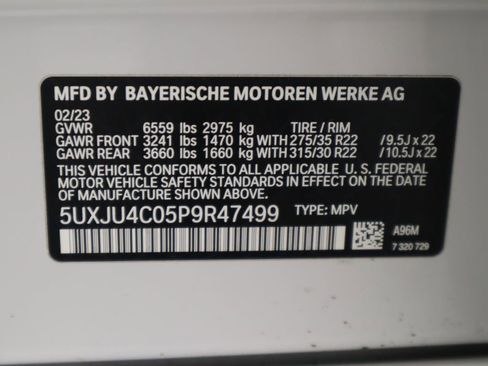 MFD BY BAYERISCHE MOTOREN WERKE AG
02/23
GVWR 6559 lbs 2975 kg TIRE / RIM
GAWR FRONT 3241 lbs 1470 kg WITH 275/35 R22 /9.5J x 22
GAWR REAR 3660 lbs 1660 kg WITH 315/30 R22 /10.5J x 22
THIS VEHICLE CONFORMS TO ALL APPLICABLE U. S. FEDERAL
MOTOR VEHICLE SAFETY STANDARDS IN EFFECT ON THE DATE
OF MANUFACTURE SHOWN ABOVE.
5UXJU4C05P9R47499 TYPE: MPV
A96M
7 320 729